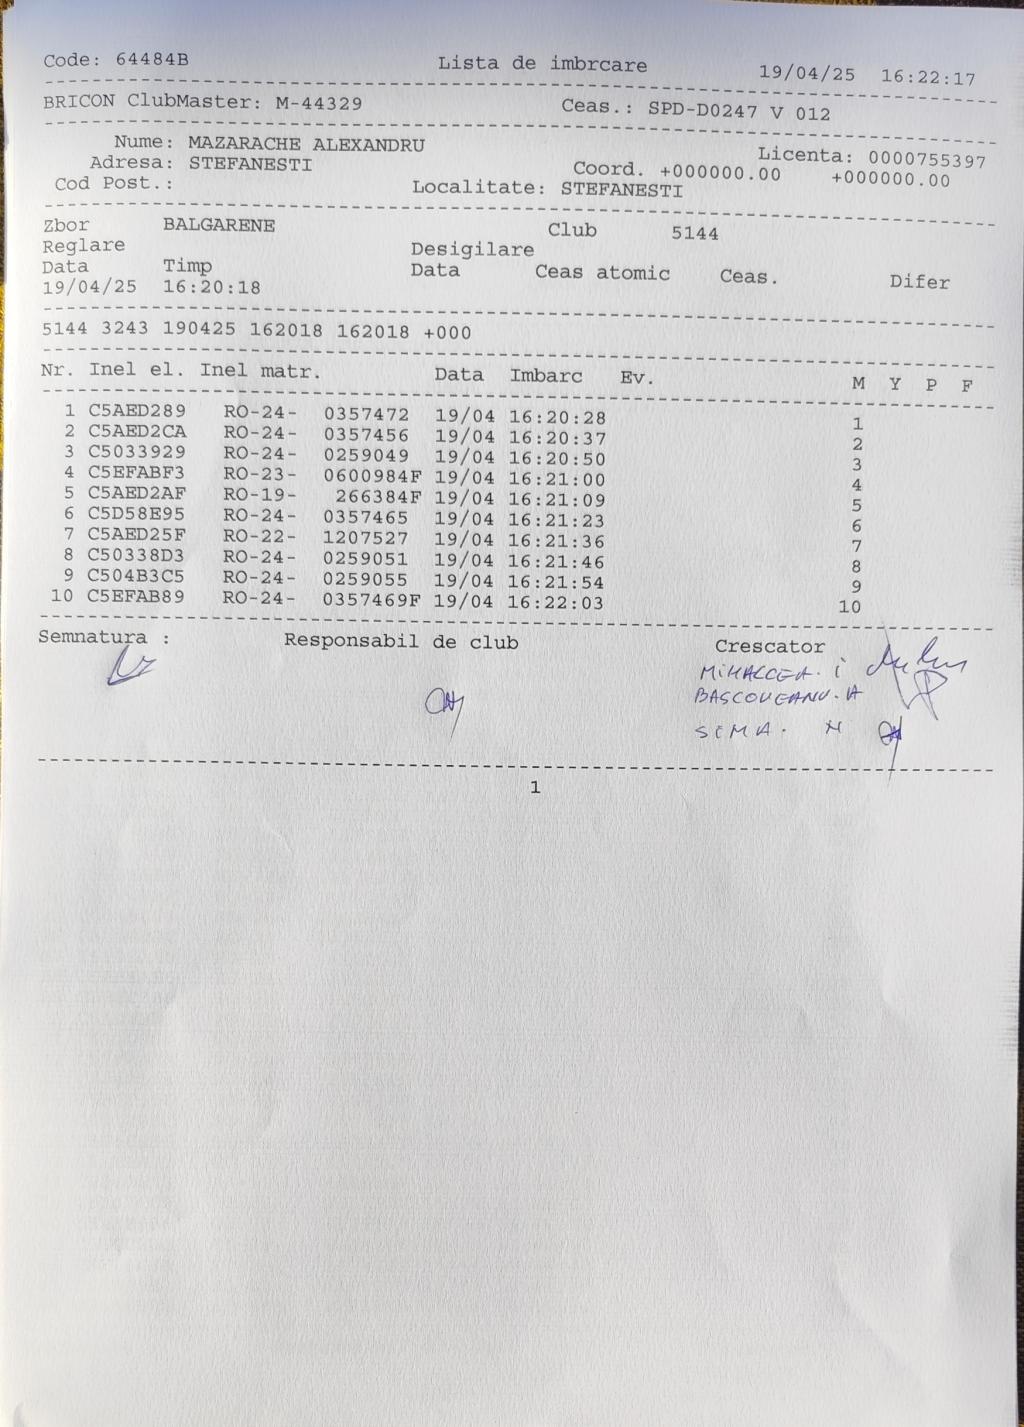 Code: 64484B Lista de imbrcare 19/04/25 16:22:17
BRICON ClubMaster: M-44329 Ceas.: SPD-D0247 V 012
Nume: MAZARACHE ALEXANDRU Licenta: 0000755397
Adresa: STEFANESTI Coord. +000000.00 +000000.00
Cod Post.: Localitate: STEFANESTI
Zbor BALGARENE Club 5144
Reglare Desigilare
Data Timp Data Ceas atomic Ceas. Difer
19/04/25 16:20:18
5144 3243 190425 162018 162018 +000
Nr. Inel el. Inel matr. Data Imbarc Ev. M Y P F
1 C5AED289 RO-24- 0357472 19/04 16:20:28 1
2 C5AED2CA RO-24- 0357456 19/04 16:20:37 2
3 C5033929 RO-24- 0259049 19/04 16:20:50 3
4 C5EFABF3 RO-23- 0600984F 19/04 16:21:00 4
5 C5AED2AF RO-19- 266384F 19/04 16:21:09 5
6 C5D58E95 RO-24- 0357465 19/04 16:21:23 6
7 C5AED25F RO-22- 1207527 19/04 16:21:36 7
8 C50338D3 RO-24- 0259051 19/04 16:21:46 8
9 C504B3C5 RO-24- 0259055 19/04 16:21:54 9
10 C5EFAB89 RO-24- 0357469F 19/04 16:22:03 10
Semnatura : Responsabil de club Crescator
MIHALCEA. i
BASCOVEANU. A
SIMA. N
1